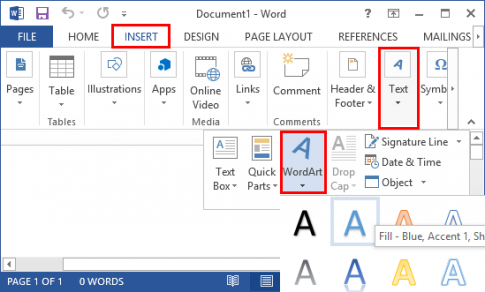 Document1 - Word
FILE HOME INSERT DESIGN PAGE LAYOUT REFERENCES MAILINGS
Pages Table Illustrations Apps Online Video Links Comment Header & Footer Text Symb
Tables Media Comments
Text Box Quick Parts WordArt Drop Cap Signature Line
Date & Time
Object
A A A A
Fill - Blue, Accent 1, Sh
A A A A
PAGE 1 OF 1 0 WORDS